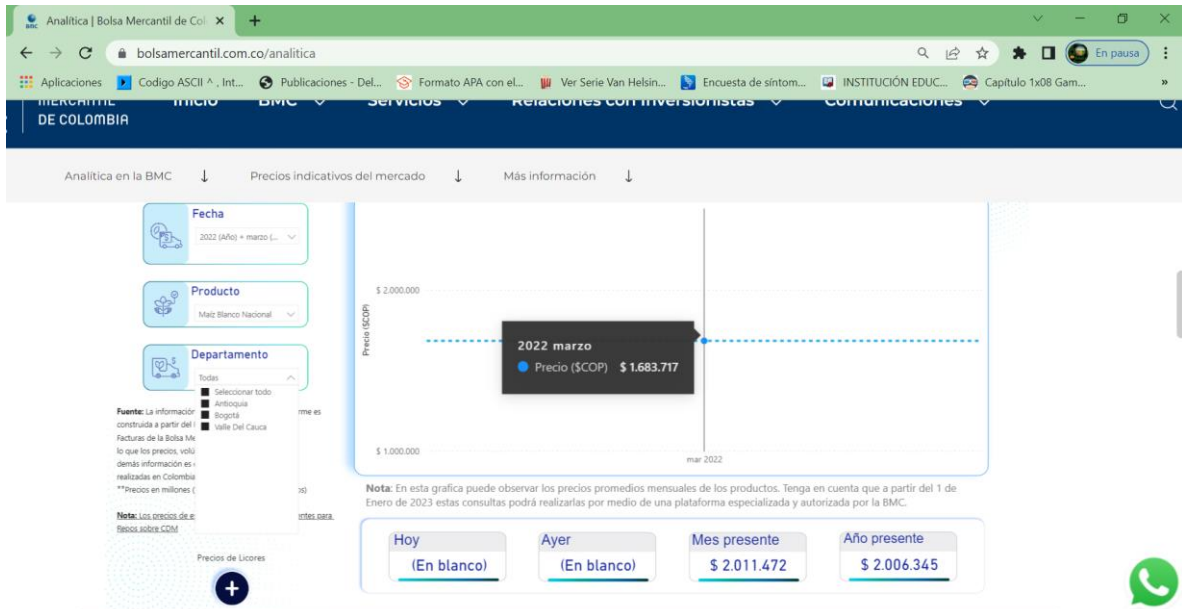 Analítica | Bolsa Mercantil de Col
bolsamercantil.com.co/analitica
En pausa
Aplicaciones
Codigo ASCII ^ , Int...
Publicaciones - Del...
Formato APA con el...
Ver Serie Van Helsin...
Encuesta de síntom...
INSTITUCIÓN EDUC...
Capítulo 1x08 Gam...
»
MERCANTIL
DE COLOMBIA
Inicio
BMC
Servicios
Relaciones con Inversionistas
Comunicaciones
Analítica en la BMC ↓
Precios indicativos del mercado ↓
Más información ↓
Fecha
2022 (Año) + marzo (...
Producto
Maíz Blanco Nacional
Departamento
Todas
Seleccionar todo
Antioquia
Bogotá
Valle Del Cauca
Fuente: La información rme es
construida a partir del
Facturas de la Bolsa Me
lo que los precios, volú
demás información es
realizadas en Colombia
**Precios en millones ( os)
Nota: Los precios de e entes para
Repos sobre CDM
Precios de Licores
+
Precio ($COP)
$ 2.000.000
$ 1.000.000
2022 marzo
Precio ($COP) $ 1.683.717
mar 2022
Nota: En esta grafica puede observar los precios promedios mensuales de los productos. Tenga en cuenta que a partir del 1 de
Enero de 2023 estas consultas podrá realizarlas por medio de una plataforma especializada y autorizada por la BMC.
Hoy
(En blanco)
Ayer
(En blanco)
Mes presente
$ 2.011.472
Año presente
$ 2.006.345